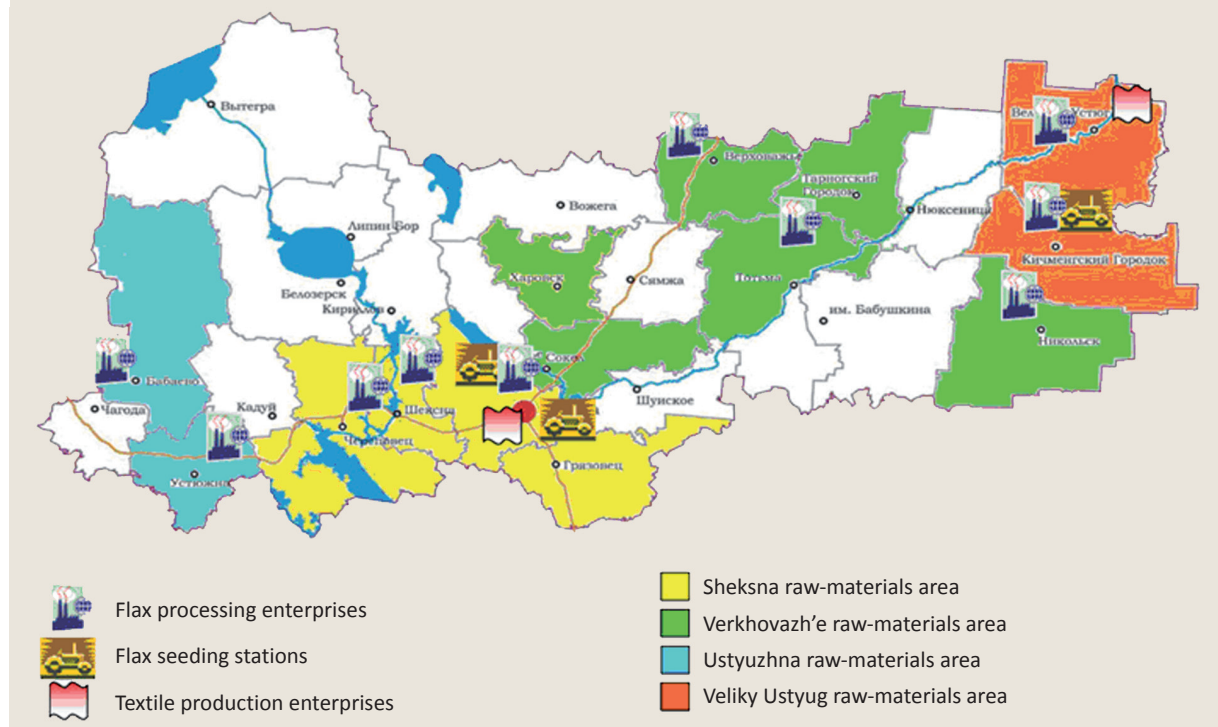 Вытегра
Верховажье
Тарногский
Городок
Вожега
Нюксеница
Липин Бор
Харовск
Сямжа
Кичменгский Городок
Белозерск
Тотьма
Кириллов
им. Бабушкина
Никольск
Сокол
Бабаево
Шуйское
Чагода
Кадуй
Шексна
Череповец
Грязовец
Устюжна
Flax processing enterprises
Flax seeding stations
Textile production enterprises
Sheksna raw-materials area
Verkhovazh’e raw-materials area
Ustyuzhna raw-materials area
Veliky Ustyug raw-materials area